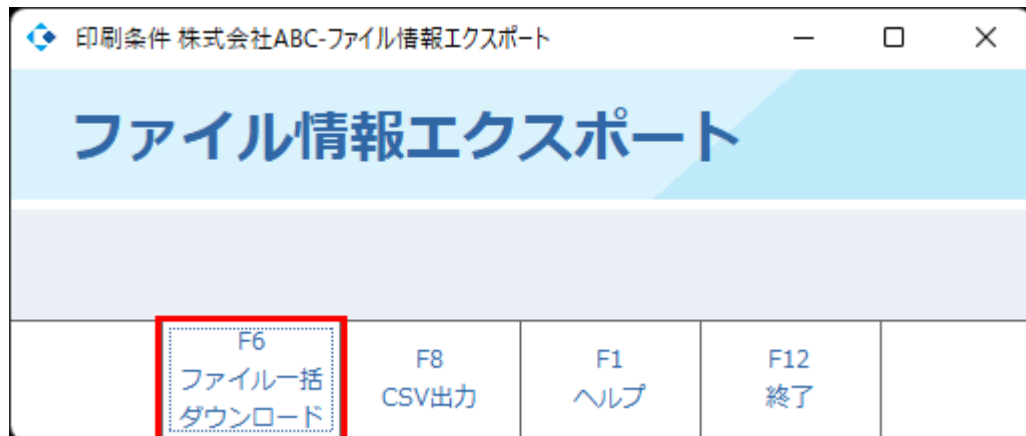 印刷条件 株式会社ABC-ファイル情報エクスポート
ファイル情報エクスポート
F6
ファイル一括
ダウンロード
F8
CSV出力
F1
ヘルプ
F12
終了